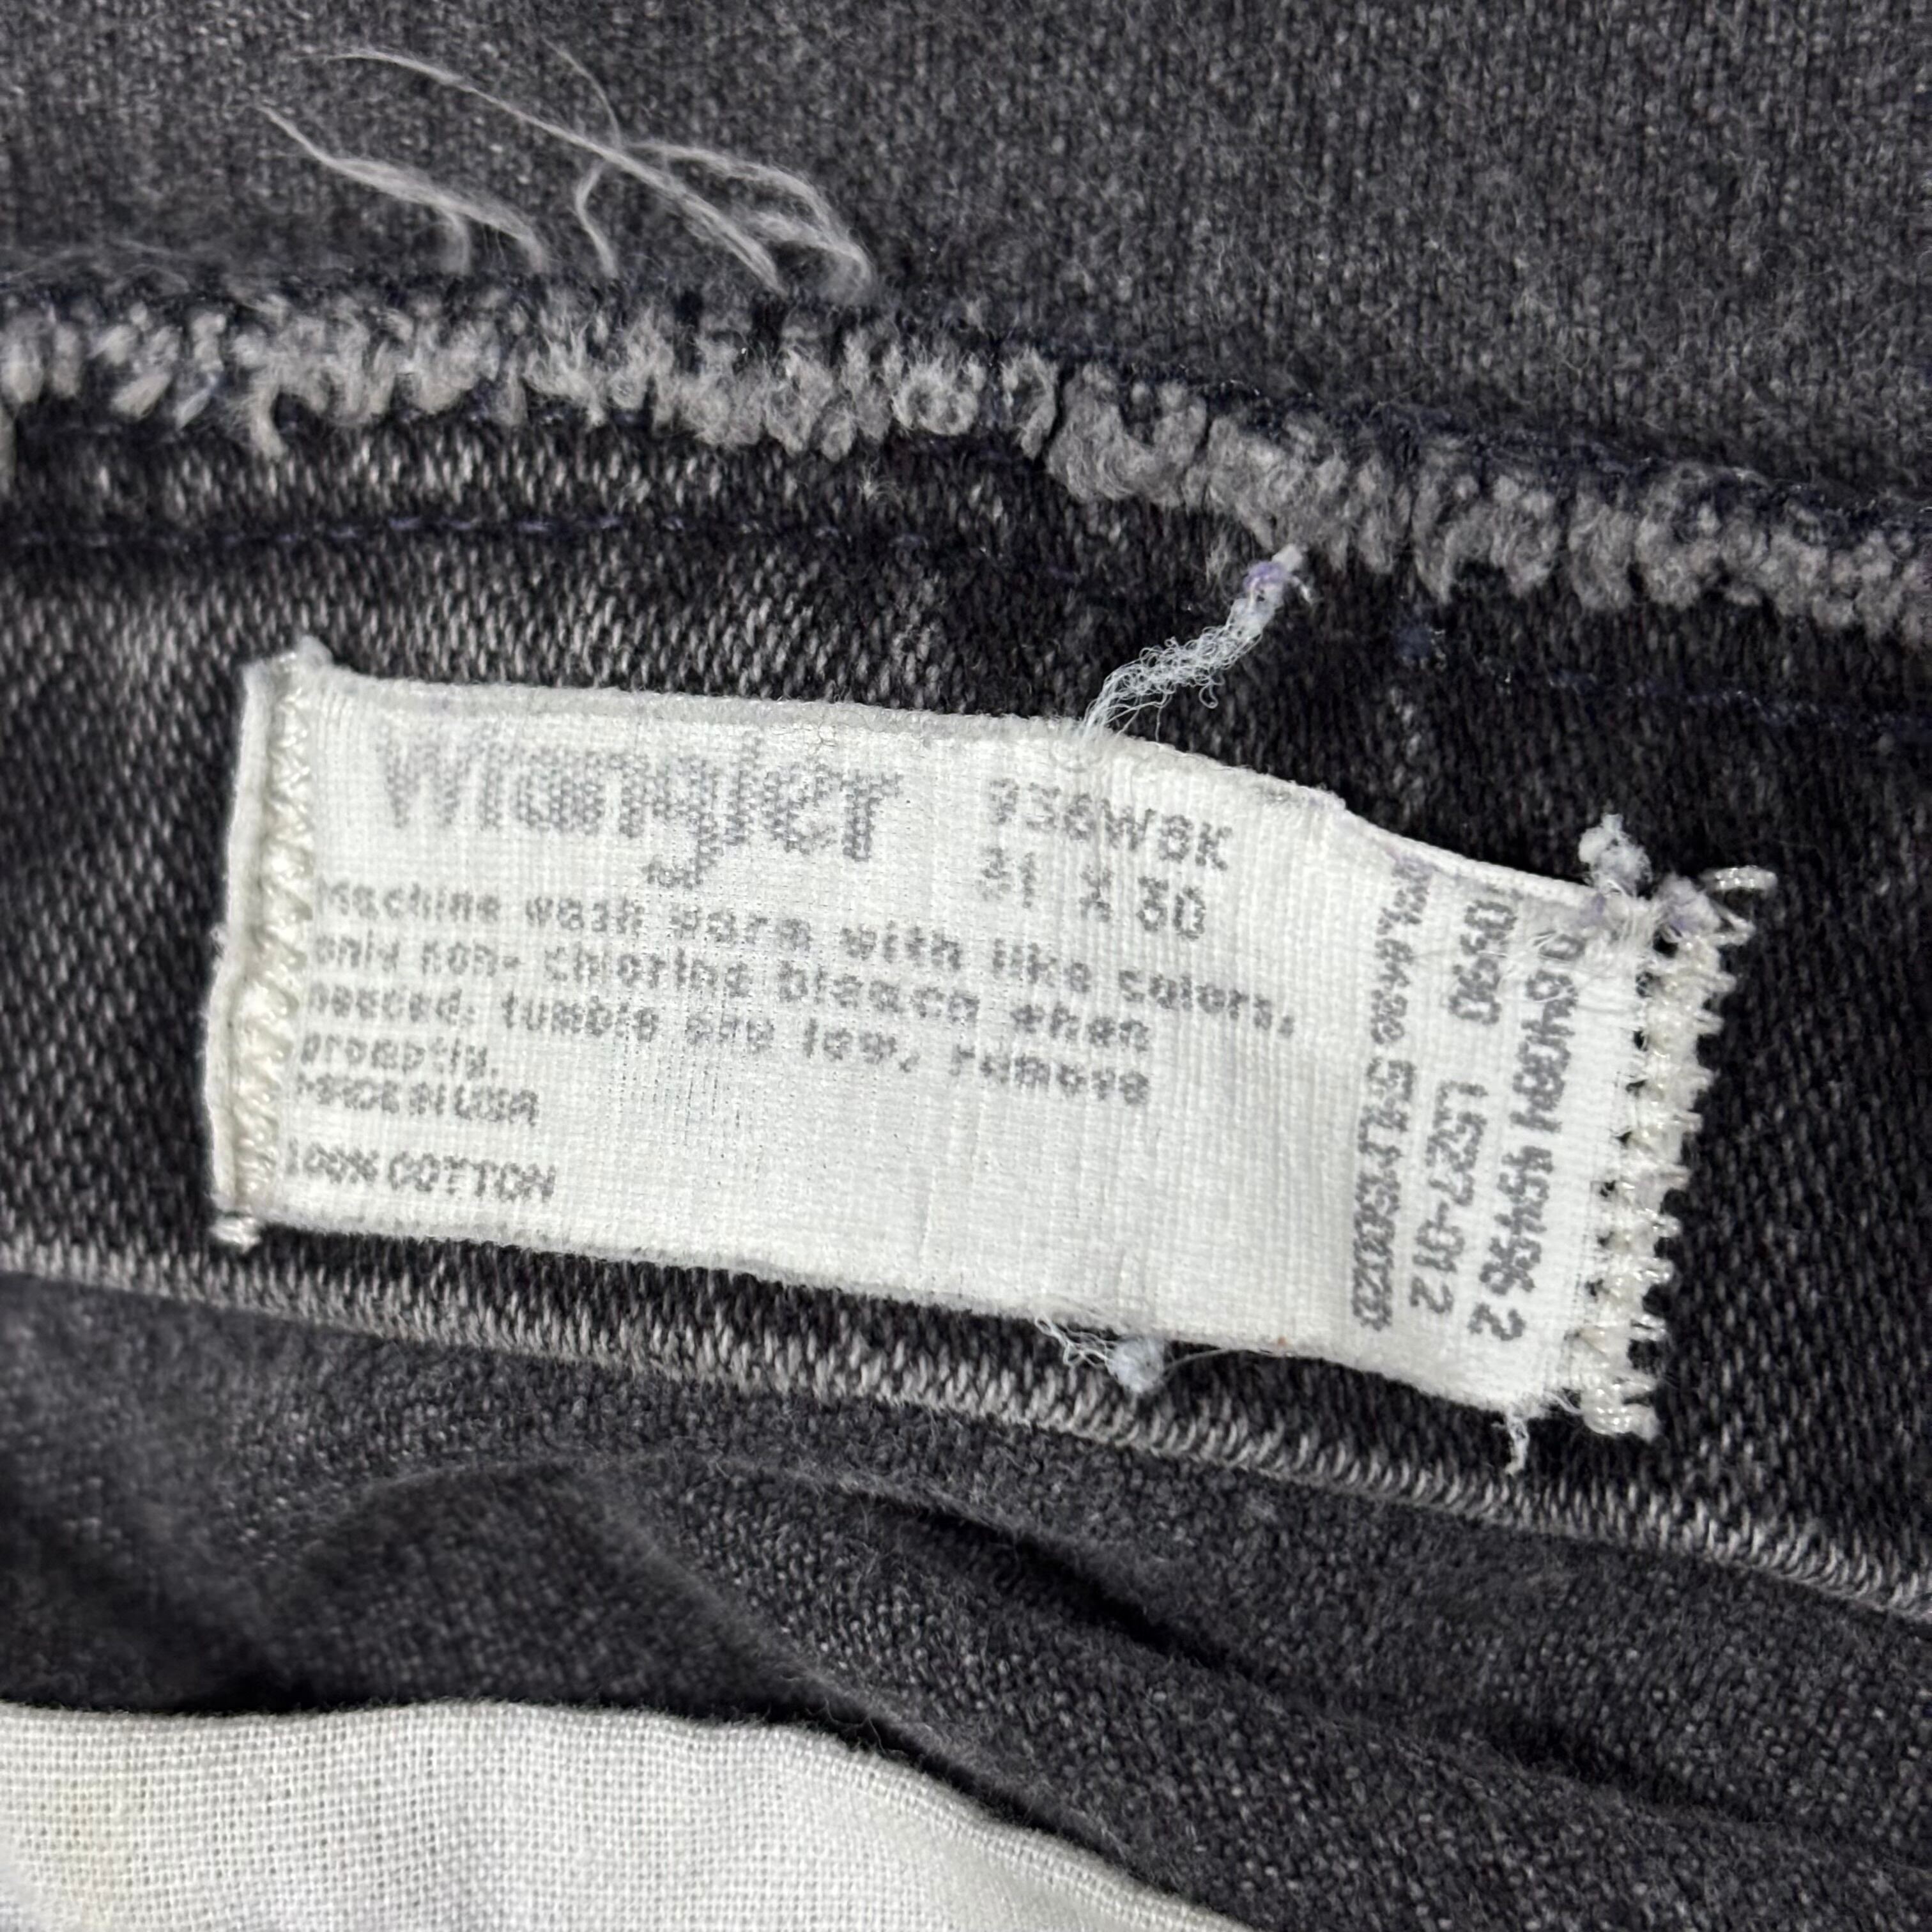 Wrangler
936WBK
31 X 30
Machine wash warm with like colors,
only non- chlorine bleach when
needed, tumble dry low, remove
promptly.
MADE IN USA
100% COTTON
0990 L527-012